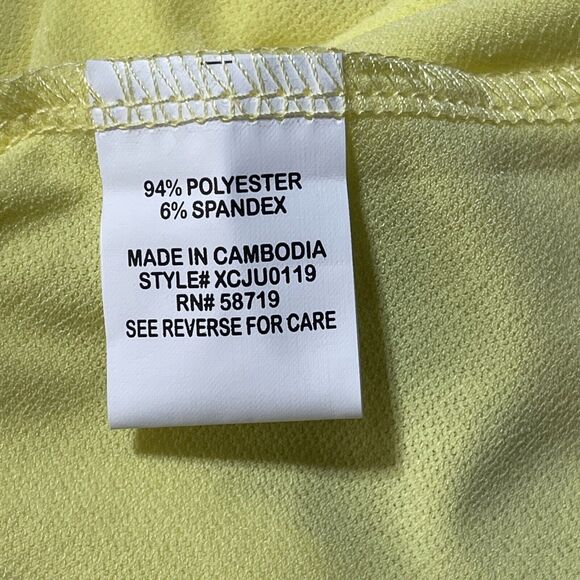 94% POLYESTER
6% SPANDEX
MADE IN CAMBODIA
STYLE# XCJU0119
RN# 58719
SEE REVERSE FOR CARE